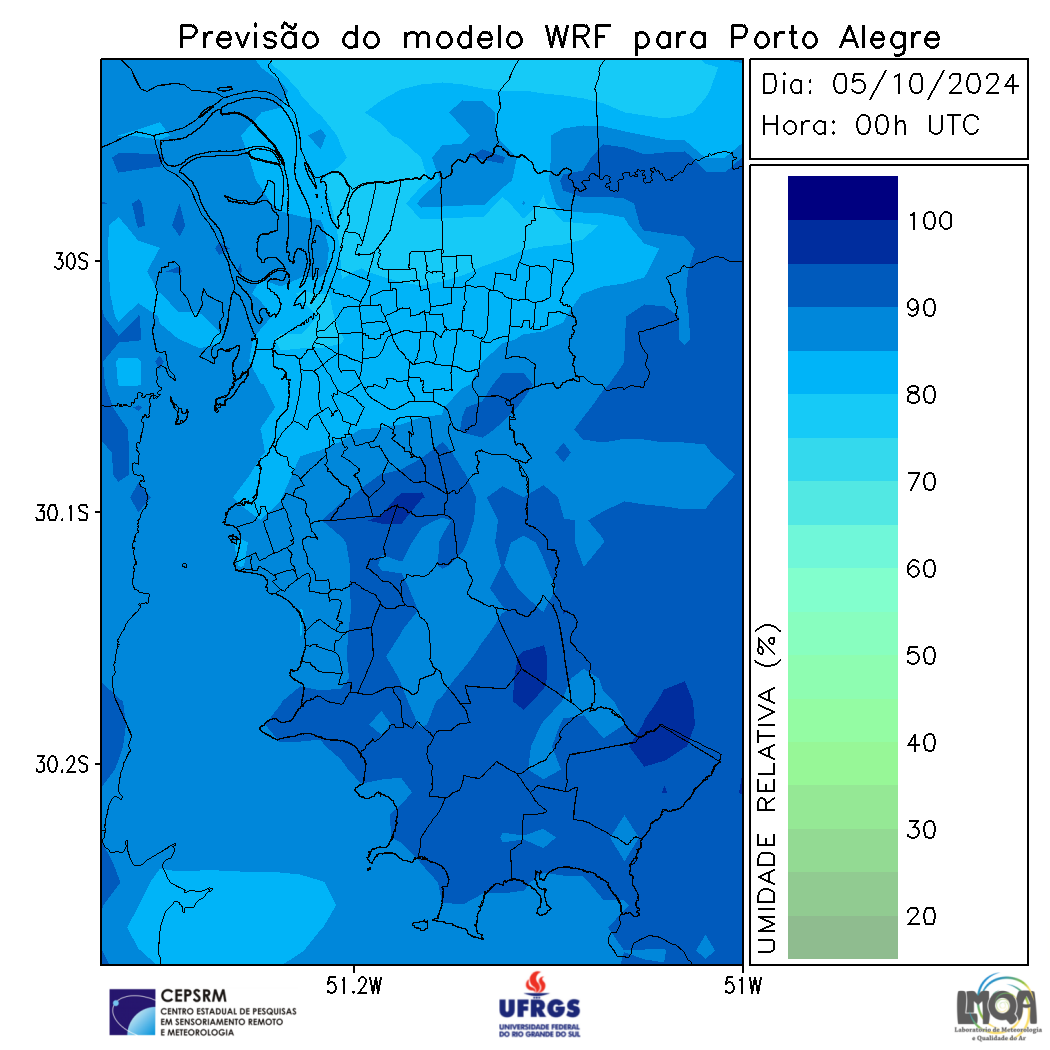 Previsão do modelo WRF para Porto Alegre
Dia: 05/10/2024
Hora: 00h UTC
30S
30.1S
30.2S
51.2W
51W
UMIDADE RELATIVA (%)
100
90
80
70
60
50
40
30
20
CEPSRM
CENTRO ESTADUAL DE PESQUISAS
EM SENSORIAMENTO REMOTO
E METEOROLOGIA
UFRGS
UNIVERSIDADE FEDERAL
DO RIO GRANDE DO SUL
LMQA
Laboratório de Meteorologia
e Qualidade do Ar